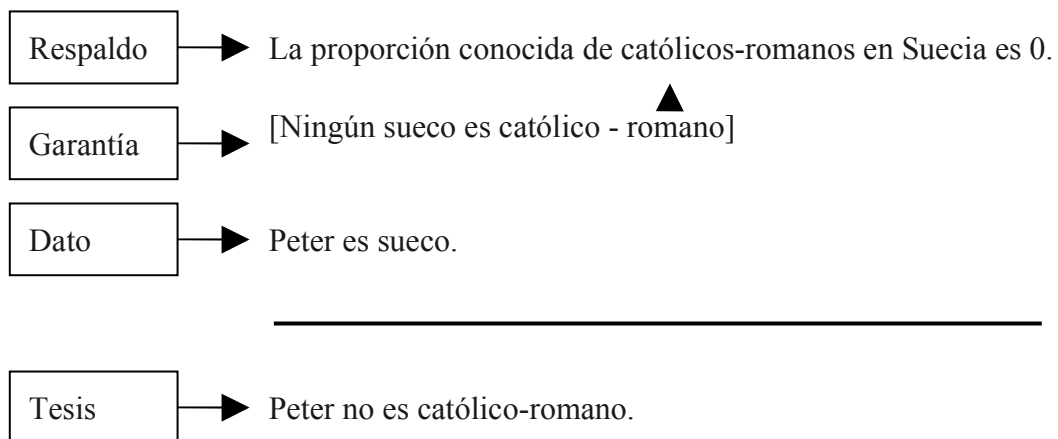 Respaldo La proporción conocida de católicos-romanos en Suecia es 0.
Garantía [Ningún sueco es católico - romano]
Dato Peter es sueco.
Tesis Peter no es católico-romano.